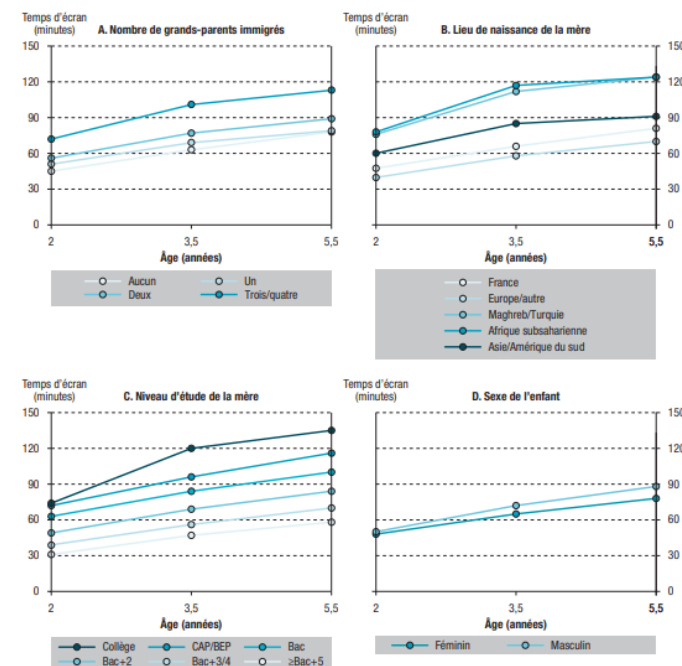 Temps d'écran
(minutes)
A. Nombre de grands-parents immigrés
150
120
90
60
30
0
2
3,5
5,5
Âge (années)
Aucun
Un
Deux
Trois/quatre
Temps d'écran
(minutes)
B. Lieu de naissance de la mère
150
120
90
60
30
0
2
3,5
5,5
Âge (années)
France
Europe/autre
Maghreb/Turquie
Afrique subsaharienne
Asie/Amérique du sud
Temps d'écran
(minutes)
C. Niveau d'étude de la mère
150
120
90
60
30
0
2
3,5
5,5
Âge (années)
Collège
CAP/BEP
Bac
Bac+2
Bac+3/4
≥Bac+5
Temps d'écran
(minutes)
D. Sexe de l'enfant
150
120
90
60
30
0
2
3,5
5,5
Âge (années)
Féminin
Masculin